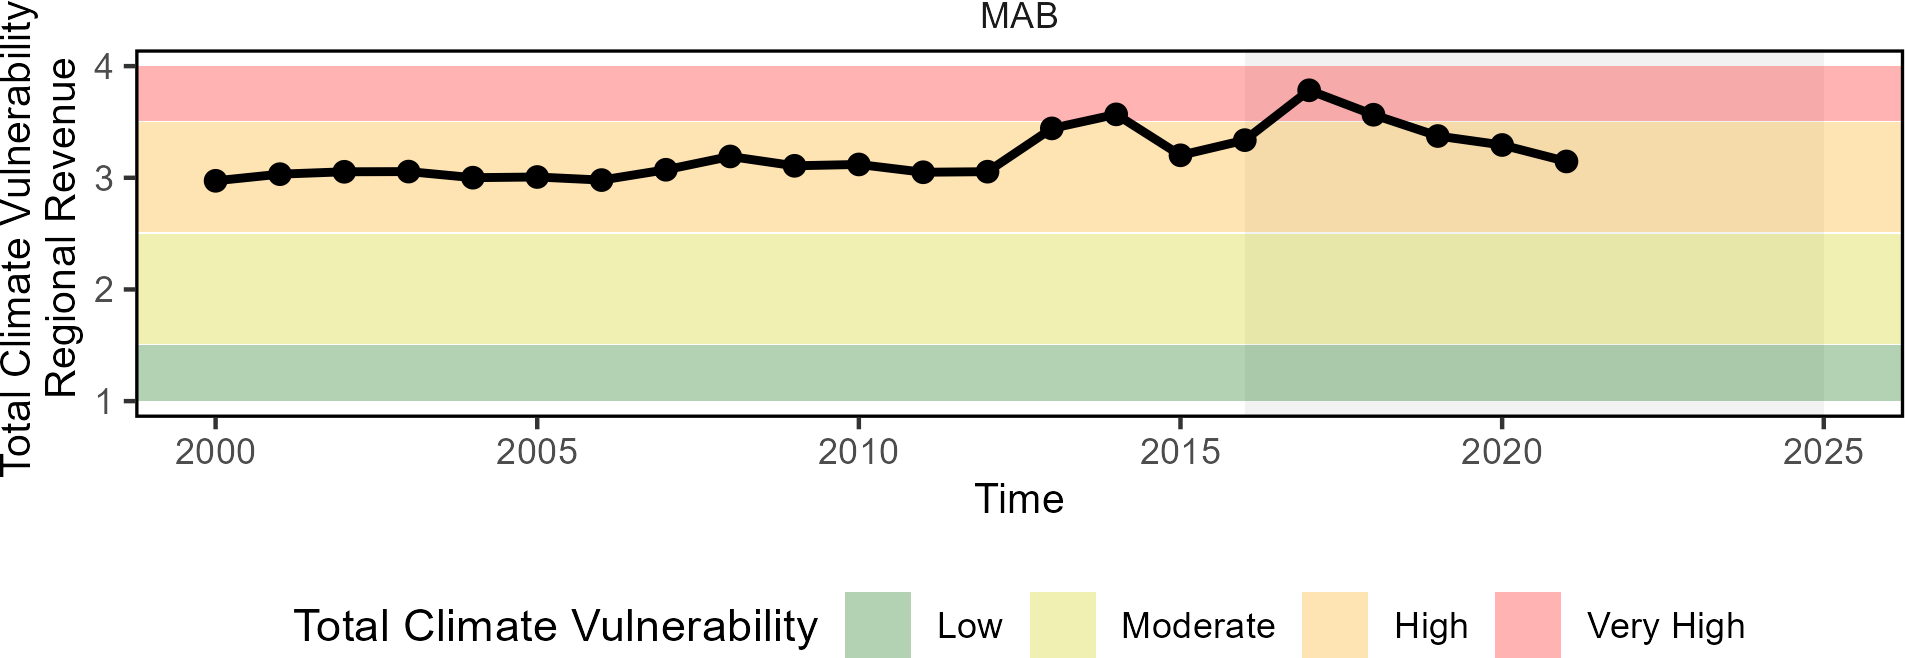 MAB
Total Climate Vulnerability
Regional Revenue
4
3
2
1
2000 2005 2010 2015 2020 2025
Time
Total Climate Vulnerability Low Moderate High Very High